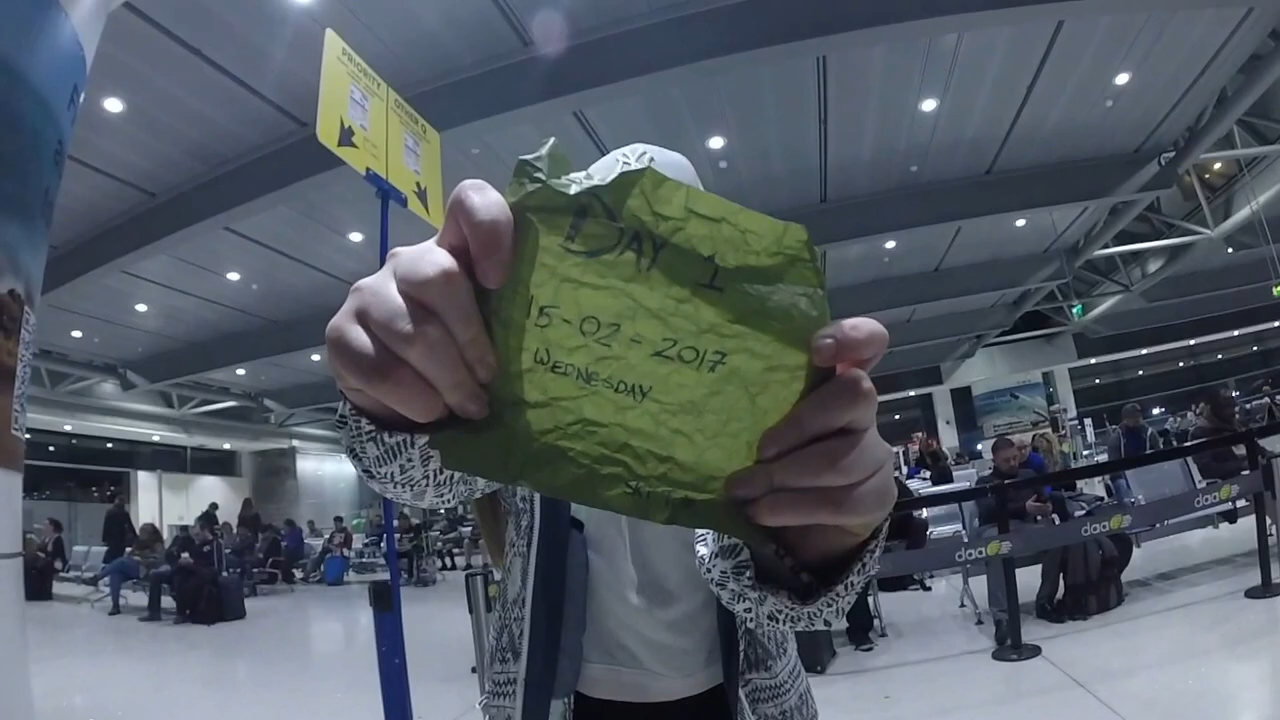 PRIORITY
OTHER Q
DAY 1
15-02-2017
WEDNESDAY
daa
daa
daa